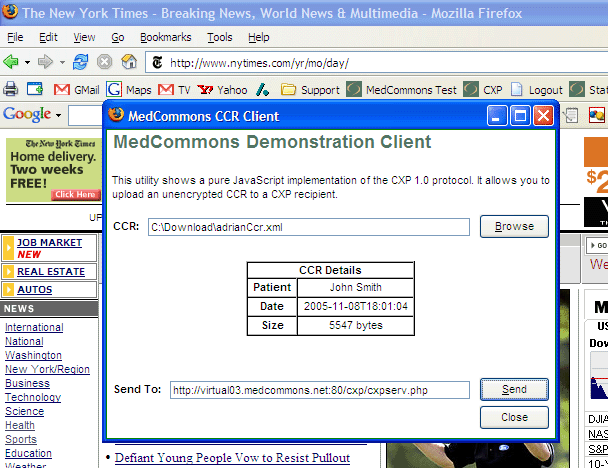 The New York Times - Breaking News, World News & Multimedia - Mozilla Firefox
File Edit View Go Bookmarks Tools Help
http://www.nytimes.com/yr/mo/day/
GMail Maps TV Yahoo Support MedCommons Test CXP Logout
Google
MedCommons CCR Client
The New York Times
Home delivery.
Two weeks
FREE!
Click Here
MedCommons Demonstration Client
This utility shows a pure JavaScript implementation of the CXP 1.0 protocol. It allows you to
upload an unencrypted CCR to a CXP recipient.
CCR: C:\Download\adrianCcr.xml Browse
JOB MARKET
NEW
REAL ESTATE
AUTOS
NEWS
International
National
Washington
New York/Region
Business
Technology
Science
Health
Sports
Education
Weather
CCR Details
Patient John Smith
Date 2005-11-08T18:01:04
Size 5547 bytes
Send To: http://virtual03.medcommons.net:80/cxp/cxpserv.php Send
Close
• Defiant Young People Vow to Resist Pullout
$2
GO
We
M
US
Dow
DJIA
NAS
S&P
10-Y